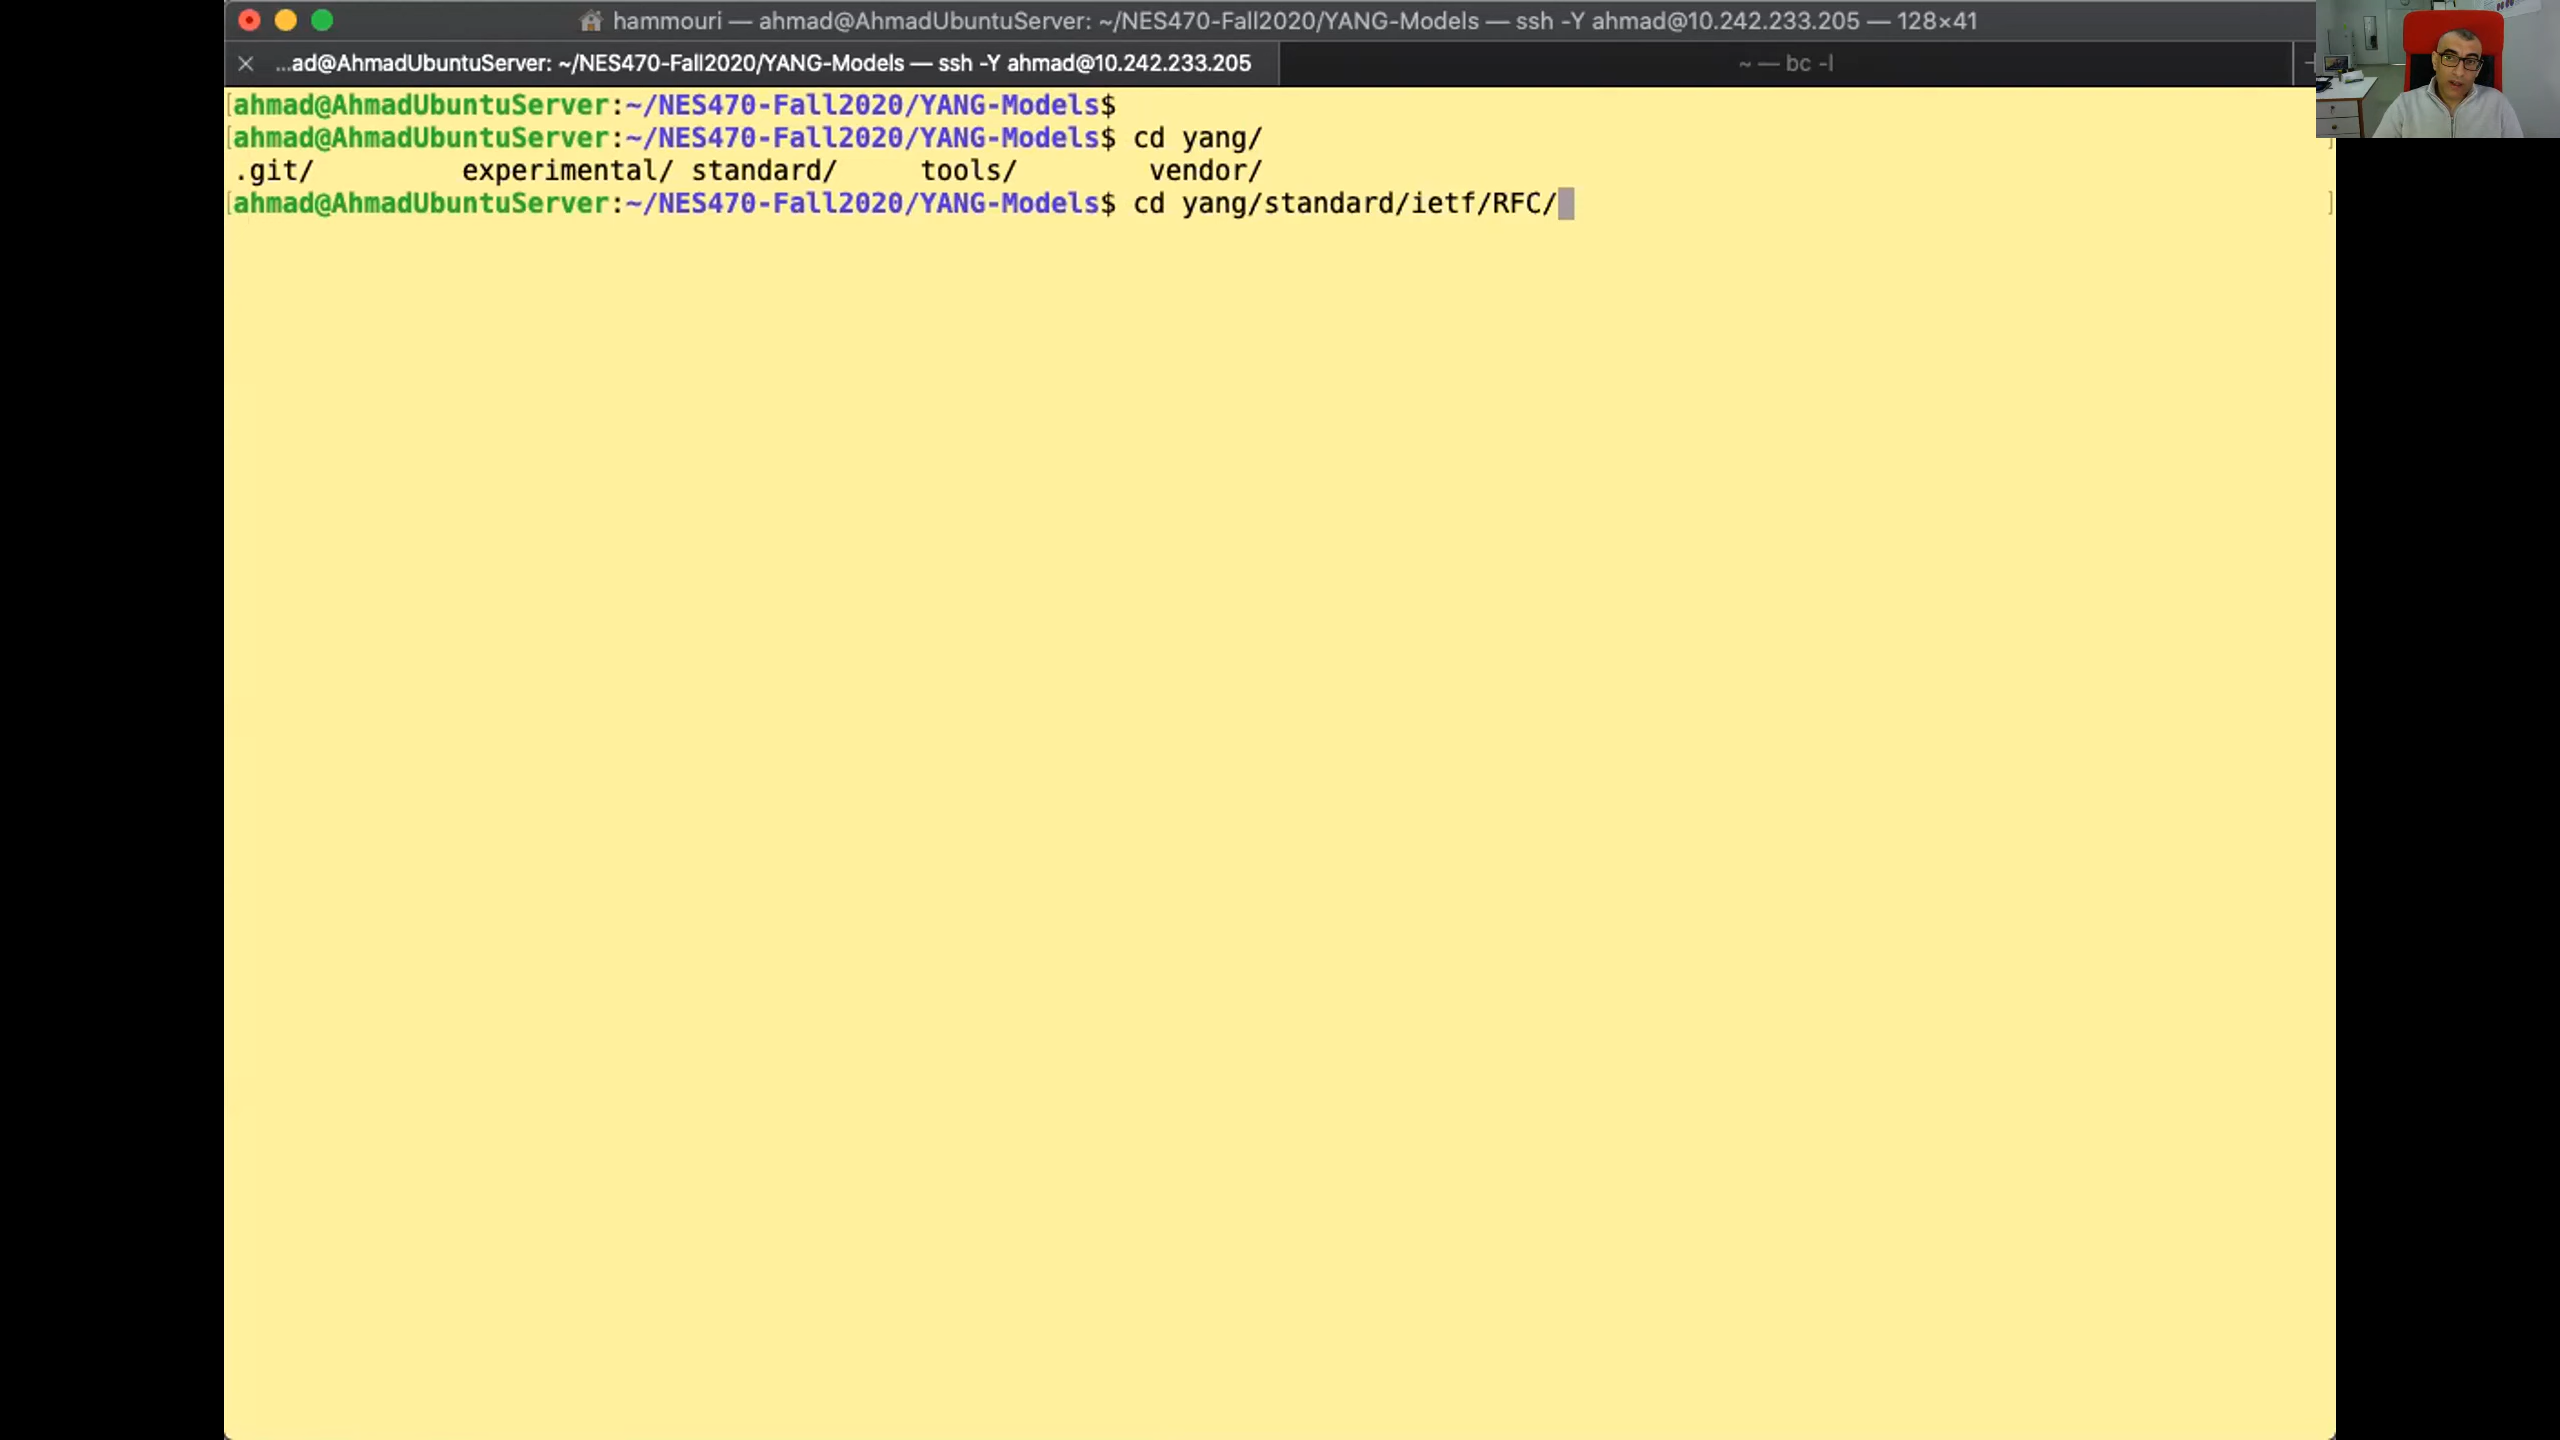 hammouri — ahmad@AhmadUbuntuServer: ~/NES470-Fall2020/YANG-Models — ssh -Y ahmad@10.242.233.205 — 128×41
...ad@AhmadUbuntuServer: ~/NES470-Fall2020/YANG-Models — ssh -Y ahmad@10.242.233.205
~ — bc -l
[ahmad@AhmadUbuntuServer:~/NES470-Fall2020/YANG-Models$
[ahmad@AhmadUbuntuServer:~/NES470-Fall2020/YANG-Models$ cd yang/ ]
.git/ experimental/ standard/ tools/ vendor/
[ahmad@AhmadUbuntuServer:~/NES470-Fall2020/YANG-Models$ cd yang/standard/ietf/RFC/ ]